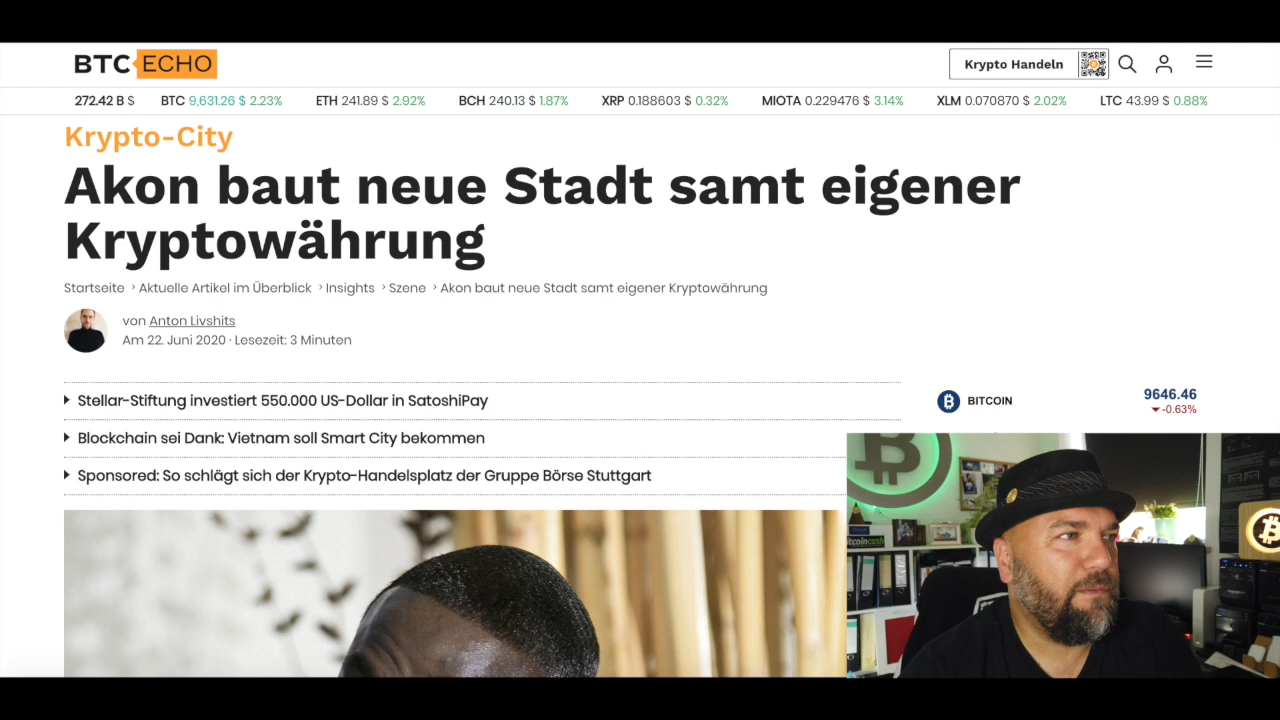 BTC ECHO
Krypto Handeln
272.42 B $ BTC 9,631.26 $ 2.23% ETH 241.89 $ 2.92% BCH 240.13 $ 1.87% XRP 0.188603 $ 0.32% MIOTA 0.229476 $ 3.14% XLM 0.070870 $ 2.02% LTC 43.99 $ 0.88%
Krypto-City
Akon baut neue Stadt samt eigener
Kryptowährung
Startseite › Aktuelle Artikel im Überblick › Insights › Szene › Akon baut neue Stadt samt eigener Kryptowährung
von Anton Livshits
Am 22. Juni 2020 · Lesezeit: 3 Minuten
Stellar-Stiftung investiert 550.000 US-Dollar in SatoshiPay
BITCOIN 9646.46
-0.63%
Blockchain sei Dank: Vietnam soll Smart City bekommen
Sponsored: So schlägt sich der Krypto-Handelsplatz der Gruppe Börse Stuttgart